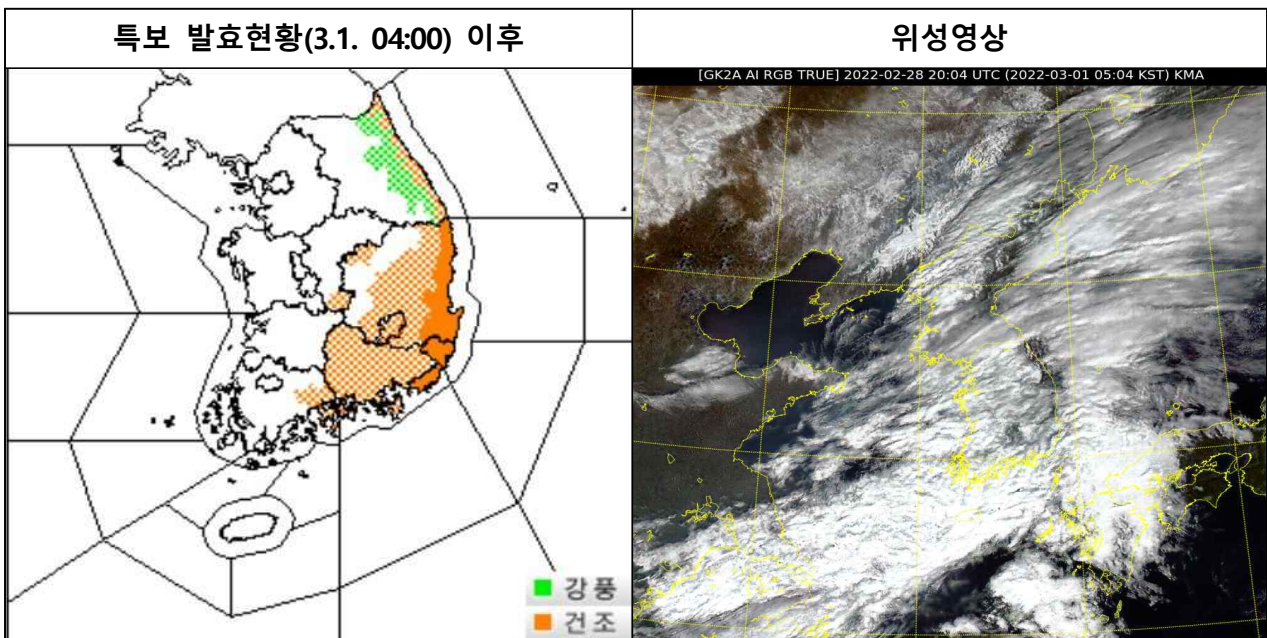 특보 발효현황(3.1. 04:00) 이후
위성영상
[GK2A AI RGB TRUE] 2022-02-28 20:04 UTC (2022-03-01 05:04 KST) KMA
강풍
건조